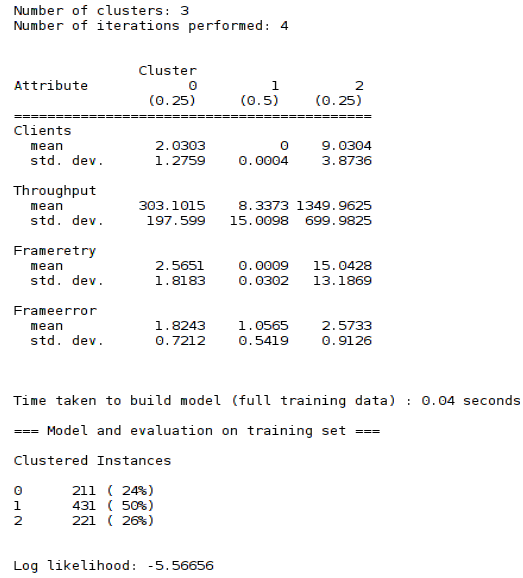 Number of clusters: 3
Number of iterations performed: 4
Cluster
Attribute 0 1 2
(0.25) (0.5) (0.25)
===========================================
Clients
mean 2.0303 0 9.0304
std. dev. 1.2759 0.0004 3.8736
Throughput
mean 303.1015 8.3373 1349.9625
std. dev. 197.599 15.0098 699.9825
Frameretry
mean 2.5651 0.0009 15.0428
std. dev. 1.8183 0.0302 13.1869
Frameerror
mean 1.8243 1.0565 2.5733
std. dev. 0.7212 0.5419 0.9126
Time taken to build model (full training data) : 0.04 seconds
=== Model and evaluation on training set ===
Clustered Instances
0 211 ( 24%)
1 431 ( 50%)
2 221 ( 26%)
Log likelihood: -5.56656